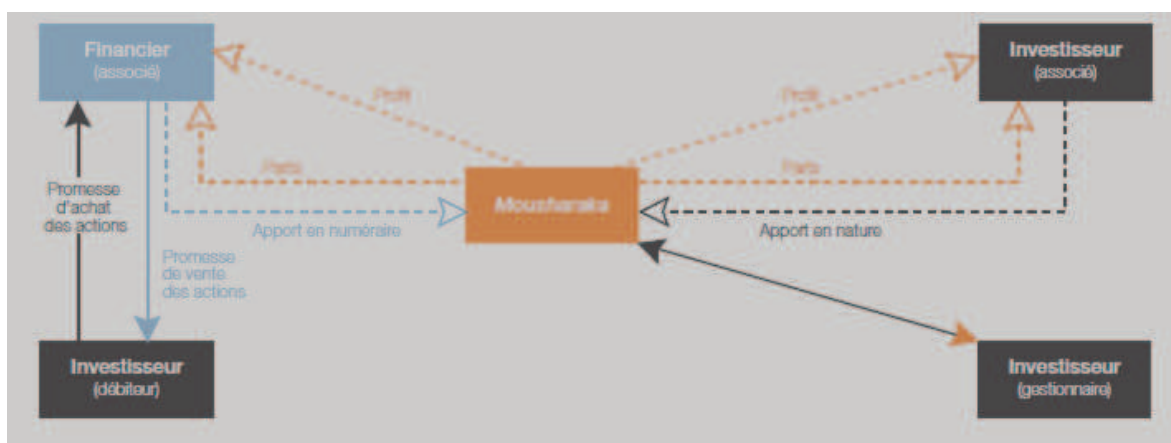 Financier
(associé)
Investisseur
(associé)
Profit
Profit
Parts
Parts
Mousharaka
Promesse
d'achat
des actions
Apport en numéraire
Apport en nature
Promesse
de vente
des actions
Investisseur
(débiteur)
Investisseur
(gestionnaire)